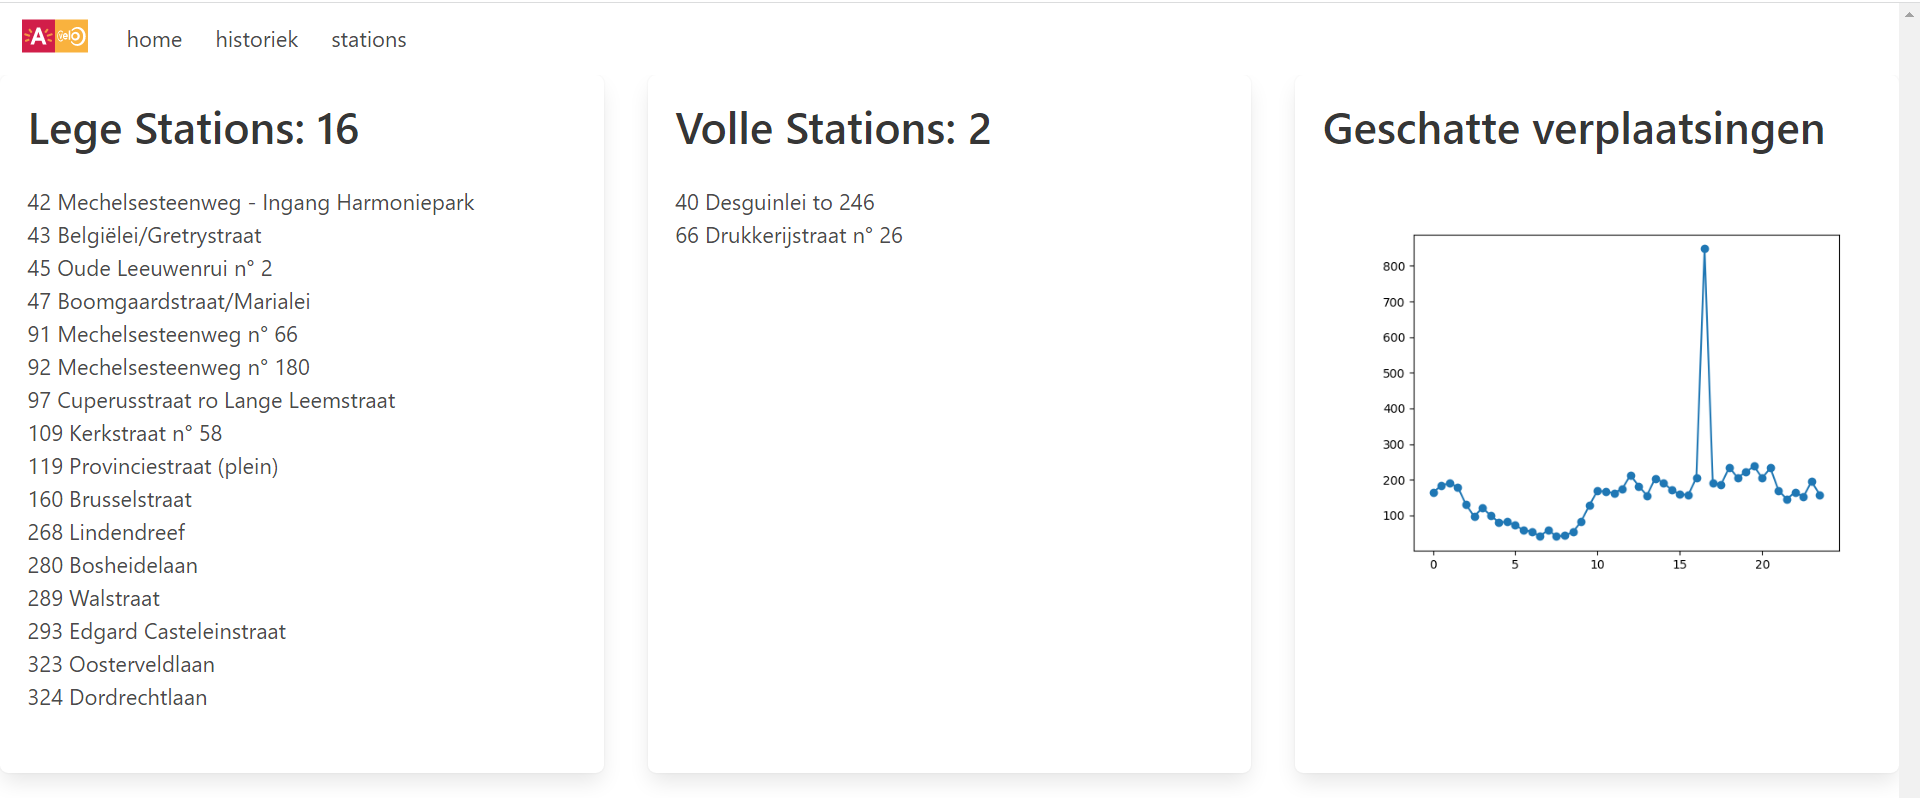 A velo
home historiek stations
Lege Stations: 16
42 Mechelsesteenweg - Ingang Harmoniepark
43 Belgiëlei/Gretrystraat
45 Oude Leeuwenrui n° 2
47 Boomgaardstraat/Marialei
91 Mechelsesteenweg n° 66
92 Mechelsesteenweg n° 180
97 Cuperusstraat ro Lange Leemstraat
109 Kerkstraat n° 58
119 Provinciestraat (plein)
160 Brusselstraat
268 Lindendreef
280 Bosheidelaan
289 Walstraat
293 Edgard Casteleinstraat
323 Oosterveldlaan
324 Dordrechtlaan
Volle Stations: 2
40 Desguinlei to 246
66 Drukkerijstraat n° 26
Geschatte verplaatsingen
800
700
600
500
400
300
200
100
0 5 10 15 20